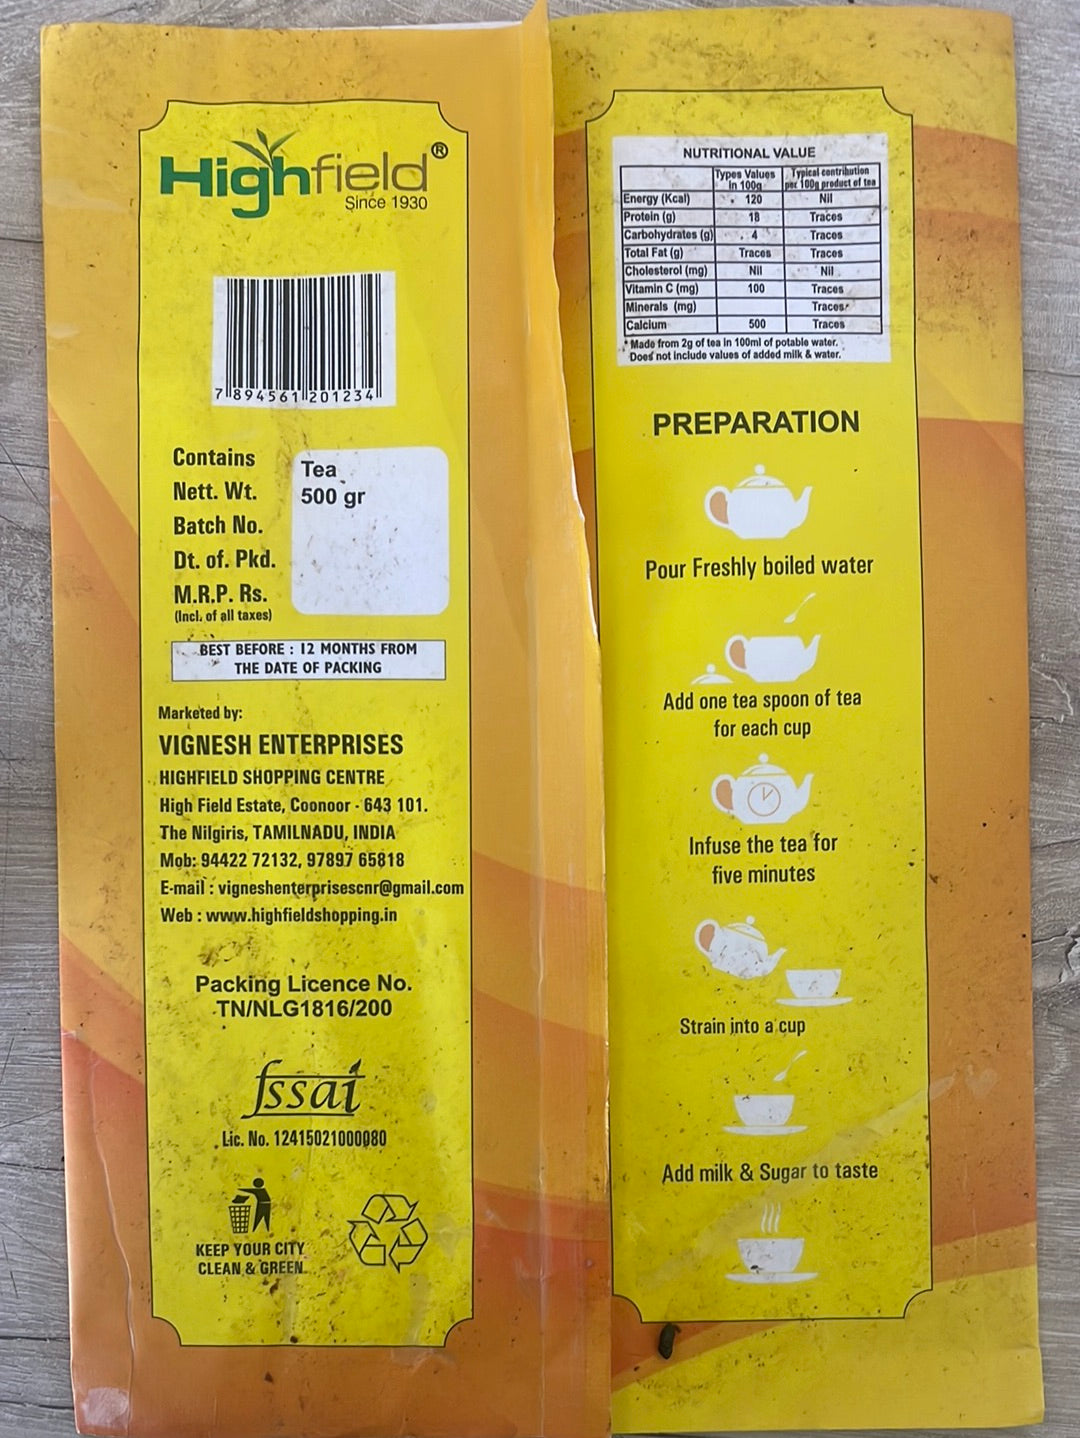 Highfield®
Since 1930
7 894561 201234
Contains Tea
Nett. Wt. 500 gr
Batch No.
Dt. of. Pkd.
M.R.P. Rs.
(Incl. of all taxes)
BEST BEFORE : 12 MONTHS FROM
THE DATE OF PACKING
Marketed by:
VIGNESH ENTERPRISES
HIGHFIELD SHOPPING CENTRE
High Field Estate, Coonoor - 643 101.
The Nilgiris, TAMILNADU, INDIA
Mob: 94422 72132, 97897 65818
E-mail : vigneshenterprisescnr@gmail.com
Web : www.highfieldshopping.in
Packing Licence No.
TN/NLG1816/200
fssai
Lic. No. 12415021000080
KEEP YOUR CITY
CLEAN & GREEN.
NUTRITIONAL VALUE
Types Values in 100g Typical contribution per 100g product of tea
Energy (Kcal) 120 Nil
Protein (g) 18 Traces
Carbohydrates (g) 4 Traces
Total Fat (g) Traces Traces
Cholesterol (mg) Nil Nil
Vitamin C (mg) 100 Traces
Minerals (mg) Traces
Calcium 500 Traces
* Made from 2g of tea in 100ml of potable water.
Does not include values of added milk & water.
PREPARATION
Pour Freshly boiled water
Add one tea spoon of tea
for each cup
Infuse the tea for
five minutes
Strain into a cup
Add milk & Sugar to taste